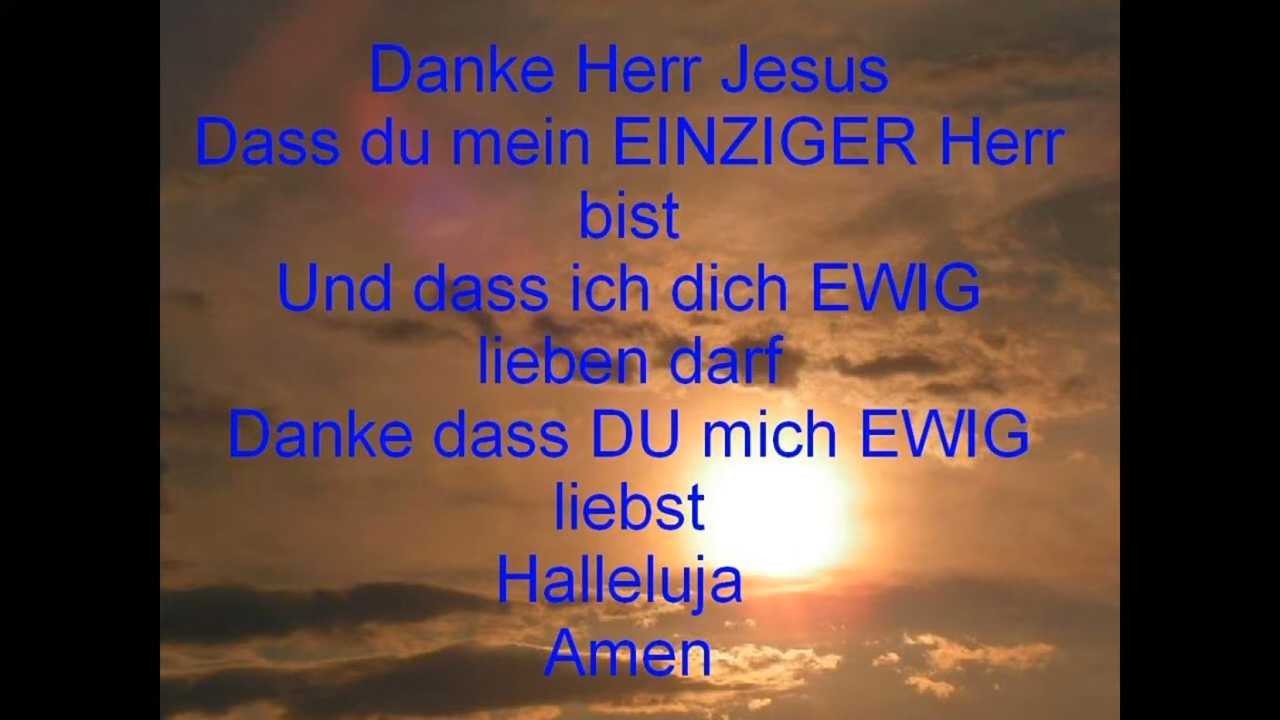 Danke Herr Jesus
Dass du mein EINZIGER Herr
bist
Und dass ich dich EWIG
lieben darf
Danke dass DU mich EWIG
liebst
Halleluja
Amen